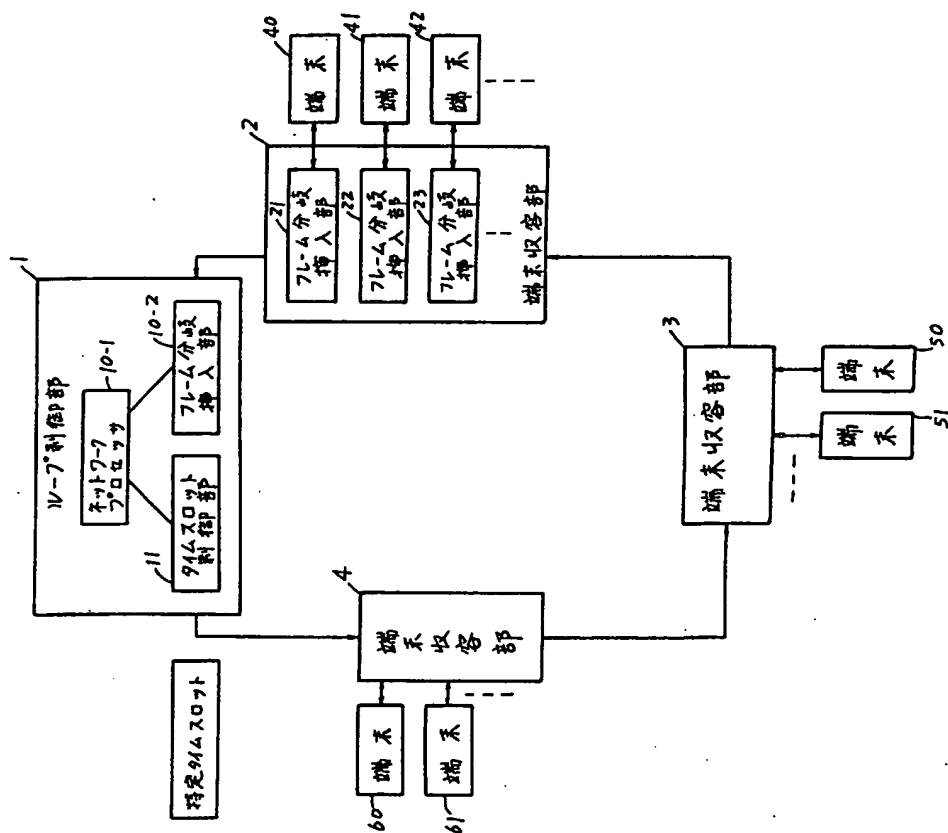 1
ループ制御部
ネットワーク
プロセッサ
10-1
タイムスロット
制御部
11
フレーム分岐
挿入部
10-2
特定タイムスロット
2
フレーム分岐
挿入部
21
フレーム分岐
挿入部
22
フレーム分岐
挿入部
23
端末収容部
端末
40
端末
41
端末
42
4
端末収容部
端末
60
端末
61
3
端末収容部
端末
51
端末
50